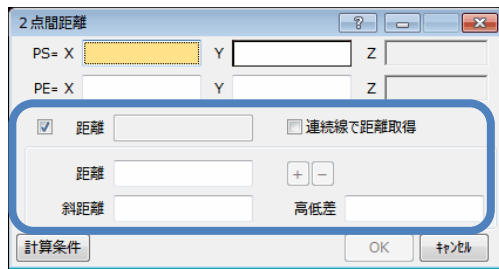 2点間距離
PS= X Y Z
PE= X Y Z
距離 連続線で距離取得
距離 + −
斜距離 高低差
計算条件 OK ｷｬﾝｾﾙ